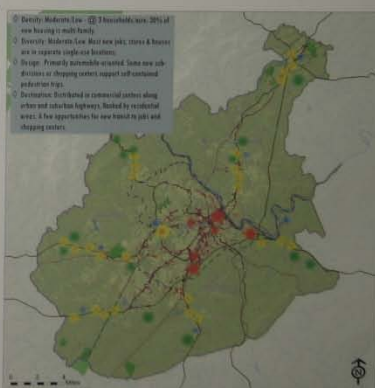 Density: Moderate/Low - @ 3 households/acre. 30% of
new housing is multi-family
Diversity: Moderate/Low Most new jobs, stores & houses
are in separate single-use locations.
Design: Primarily automobile-oriented. Some new sub-
divisions or shopping centers support self-contained
pedestrian trips.
Destination: Distributed in commercial centers along
urban and suburban highways, flanked by residential
areas. A few opportunities for new transit to jobs and
shopping centers.
Miles
N